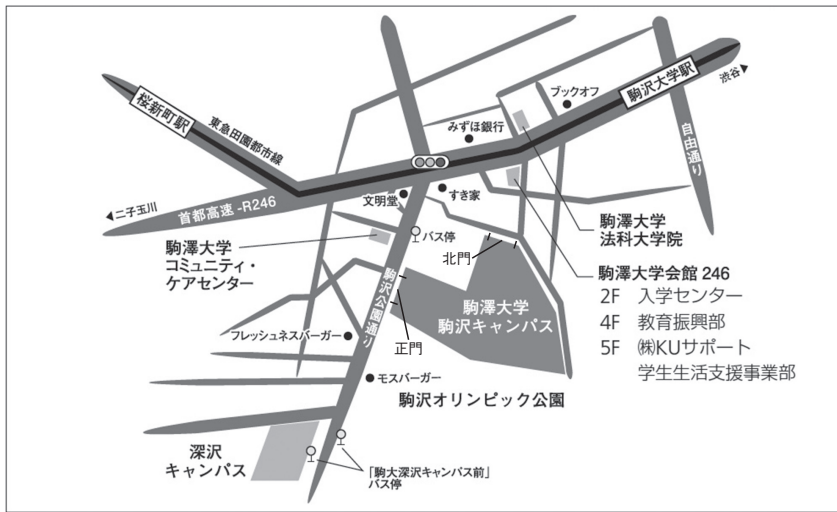 ブックオフ
駒沢大学駅
渋谷
桜新町駅
東急田園都市線
みずほ銀行
自由通り
二子玉川
首都高速-R246
文明堂
すき家
バス停
駒澤大学
コミュニティ・
ケアセンター
北門
駒澤大学
法科大学院
駒澤大学会館 246
2F 入学センター
4F 教育振興部
5F ㈱KUサポート
学生生活支援事業部
駒沢公園通り
駒澤大学
駒沢キャンパス
フレッシュネスバーガー
正門
モスバーガー
駒沢オリンピック公園
深沢
キャンパス
「駒大深沢キャンパス前」
バス停